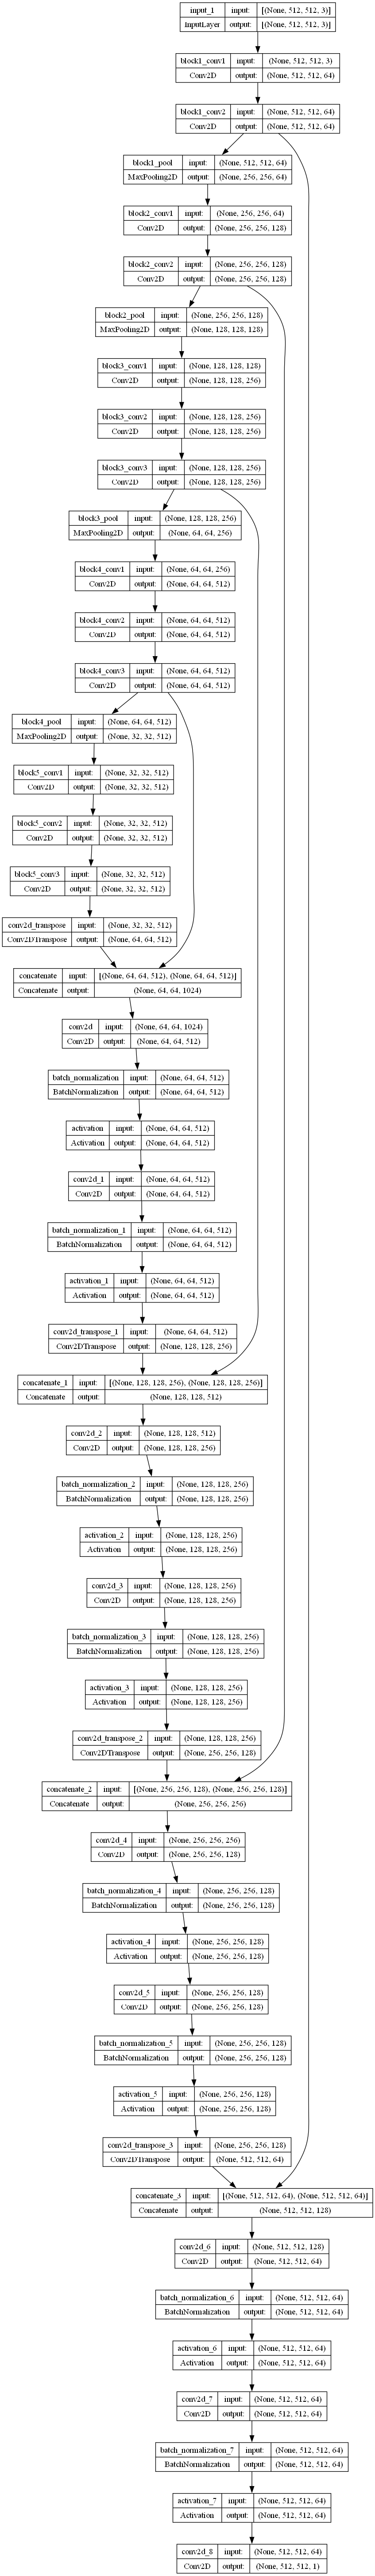 input_1 input: [(None, 512, 512, 3)]
InputLayer output: [(None, 512, 512, 3)]
block1_conv1 input: (None, 512, 512, 3)
Conv2D output: (None, 512, 512, 64)
block1_conv2 input: (None, 512, 512, 64)
Conv2D output: (None, 512, 512, 64)
block1_pool input: (None, 512, 512, 64)
MaxPooling2D output: (None, 256, 256, 64)
block2_conv1 input: (None, 256, 256, 64)
Conv2D output: (None, 256, 256, 128)
block2_conv2 input: (None, 256, 256, 128)
Conv2D output: (None, 256, 256, 128)
block2_pool input: (None, 256, 256, 128)
MaxPooling2D output: (None, 128, 128, 128)
block3_conv1 input: (None, 128, 128, 128)
Conv2D output: (None, 128, 128, 256)
block3_conv2 input: (None, 128, 128, 256)
Conv2D output: (None, 128, 128, 256)
block3_conv3 input: (None, 128, 128, 256)
Conv2D output: (None, 128, 128, 256)
block3_pool input: (None, 128, 128, 256)
MaxPooling2D output: (None, 64, 64, 256)
block4_conv1 input: (None, 64, 64, 256)
Conv2D output: (None, 64, 64, 512)
block4_conv2 input: (None, 64, 64, 512)
Conv2D output: (None, 64, 64, 512)
block4_conv3 input: (None, 64, 64, 512)
Conv2D output: (None, 64, 64, 512)
block4_pool input: (None, 64, 64, 512)
MaxPooling2D output: (None, 32, 32, 512)
block5_conv1 input: (None, 32, 32, 512)
Conv2D output: (None, 32, 32, 512)
block5_conv2 input: (None, 32, 32, 512)
Conv2D output: (None, 32, 32, 512)
block5_conv3 input: (None, 32, 32, 512)
Conv2D output: (None, 32, 32, 512)
conv2d_transpose input: (None, 32, 32, 512)
Conv2DTranspose output: (None, 64, 64, 512)
concatenate input: [(None, 64, 64, 512), (None, 64, 64, 512)]
Concatenate output: (None, 64, 64, 1024)
conv2d input: (None, 64, 64, 1024)
Conv2D output: (None, 64, 64, 512)
batch_normalization input: (None, 64, 64, 512)
BatchNormalization output: (None, 64, 64, 512)
activation input: (None, 64, 64, 512)
Activation output: (None, 64, 64, 512)
conv2d_1 input: (None, 64, 64, 512)
Conv2D output: (None, 64, 64, 512)
batch_normalization_1 input: (None, 64, 64, 512)
BatchNormalization output: (None, 64, 64, 512)
activation_1 input: (None, 64, 64, 512)
Activation output: (None, 64, 64, 512)
conv2d_transpose_1 input: (None, 64, 64, 512)
Conv2DTranspose output: (None, 128, 128, 256)
concatenate_1 input: [(None, 128, 128, 256), (None, 128, 128, 256)]
Concatenate output: (None, 128, 128, 512)
conv2d_2 input: (None, 128, 128, 512)
Conv2D output: (None, 128, 128, 256)
batch_normalization_2 input: (None, 128, 128, 256)
BatchNormalization output: (None, 128, 128, 256)
activation_2 input: (None, 128, 128, 256)
Activation output: (None, 128, 128, 256)
conv2d_3 input: (None, 128, 128, 256)
Conv2D output: (None, 128, 128, 256)
batch_normalization_3 input: (None, 128, 128, 256)
BatchNormalization output: (None, 128, 128, 256)
activation_3 input: (None, 128, 128, 256)
Activation output: (None, 128, 128, 256)
conv2d_transpose_2 input: (None, 128, 128, 256)
Conv2DTranspose output: (None, 256, 256, 128)
concatenate_2 input: [(None, 256, 256, 128), (None, 256, 256, 128)]
Concatenate output: (None, 256, 256, 256)
conv2d_4 input: (None, 256, 256, 256)
Conv2D output: (None, 256, 256, 128)
batch_normalization_4 input: (None, 256, 256, 128)
BatchNormalization output: (None, 256, 256, 128)
activation_4 input: (None, 256, 256, 128)
Activation output: (None, 256, 256, 128)
conv2d_5 input: (None, 256, 256, 128)
Conv2D output: (None, 256, 256, 128)
batch_normalization_5 input: (None, 256, 256, 128)
BatchNormalization output: (None, 256, 256, 128)
activation_5 input: (None, 256, 256, 128)
Activation output: (None, 256, 256, 128)
conv2d_transpose_3 input: (None, 256, 256, 128)
Conv2DTranspose output: (None, 512, 512, 64)
concatenate_3 input: [(None, 512, 512, 64), (None, 512, 512, 64)]
Concatenate output: (None, 512, 512, 128)
conv2d_6 input: (None, 512, 512, 128)
Conv2D output: (None, 512, 512, 64)
batch_normalization_6 input: (None, 512, 512, 64)
BatchNormalization output: (None, 512, 512, 64)
activation_6 input: (None, 512, 512, 64)
Activation output: (None, 512, 512, 64)
conv2d_7 input: (None, 512, 512, 64)
Conv2D output: (None, 512, 512, 64)
batch_normalization_7 input: (None, 512, 512, 64)
BatchNormalization output: (None, 512, 512, 64)
activation_7 input: (None, 512, 512, 64)
Activation output: (None, 512, 512, 64)
conv2d_8 input: (None, 512, 512, 64)
Conv2D output: (None, 512, 512, 1)